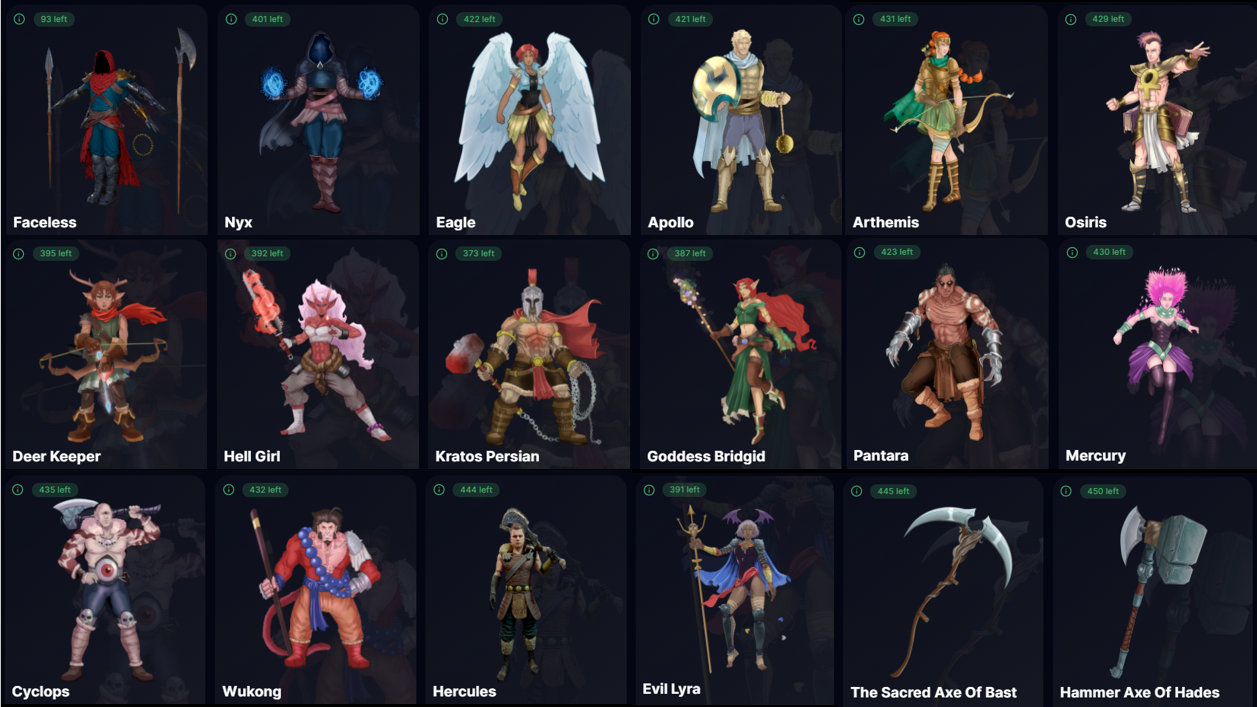 93 left
401 left
422 left
421 left
431 left
429 left
Faceless
Nyx
Eagle
Apollo
Arthemis
Osiris
395 left
392 left
373 left
387 left
423 left
430 left
Deer Keeper
Hell Girl
Kratos Persian
Goddess Bridgid
Pantara
Mercury
435 left
432 left
444 left
391 left
445 left
450 left
Cyclops
Wukong
Hercules
Evil Lyra
The Sacred Axe Of Bast
Hammer Axe Of Hades